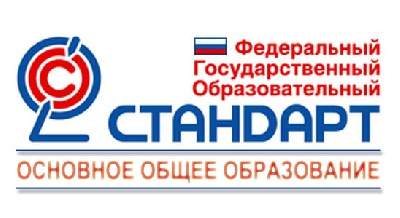 Федеральный
Государственный
Образовательный
СТАНДАРТ
ОСНОВНОЕ ОБЩЕЕ ОБРАЗОВАНИЕ